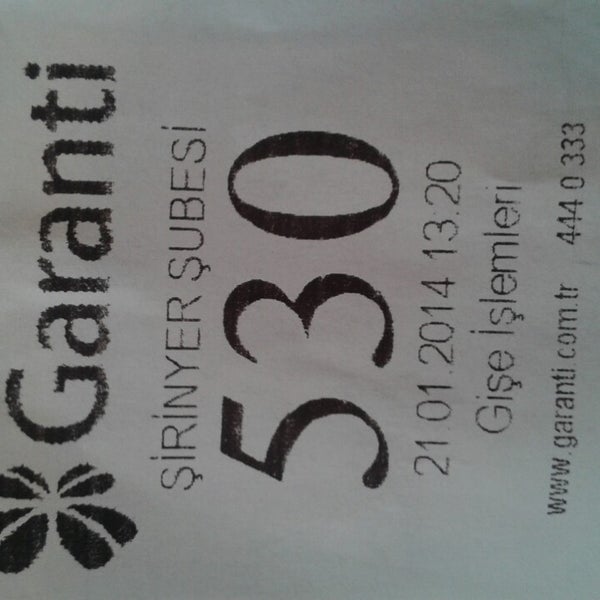 Garanti
ŞİRİNYER ŞUBESİ
530
21.01.2014 13:20
Gişe İşlemleri
www.garanti.com.tr 444 0 333